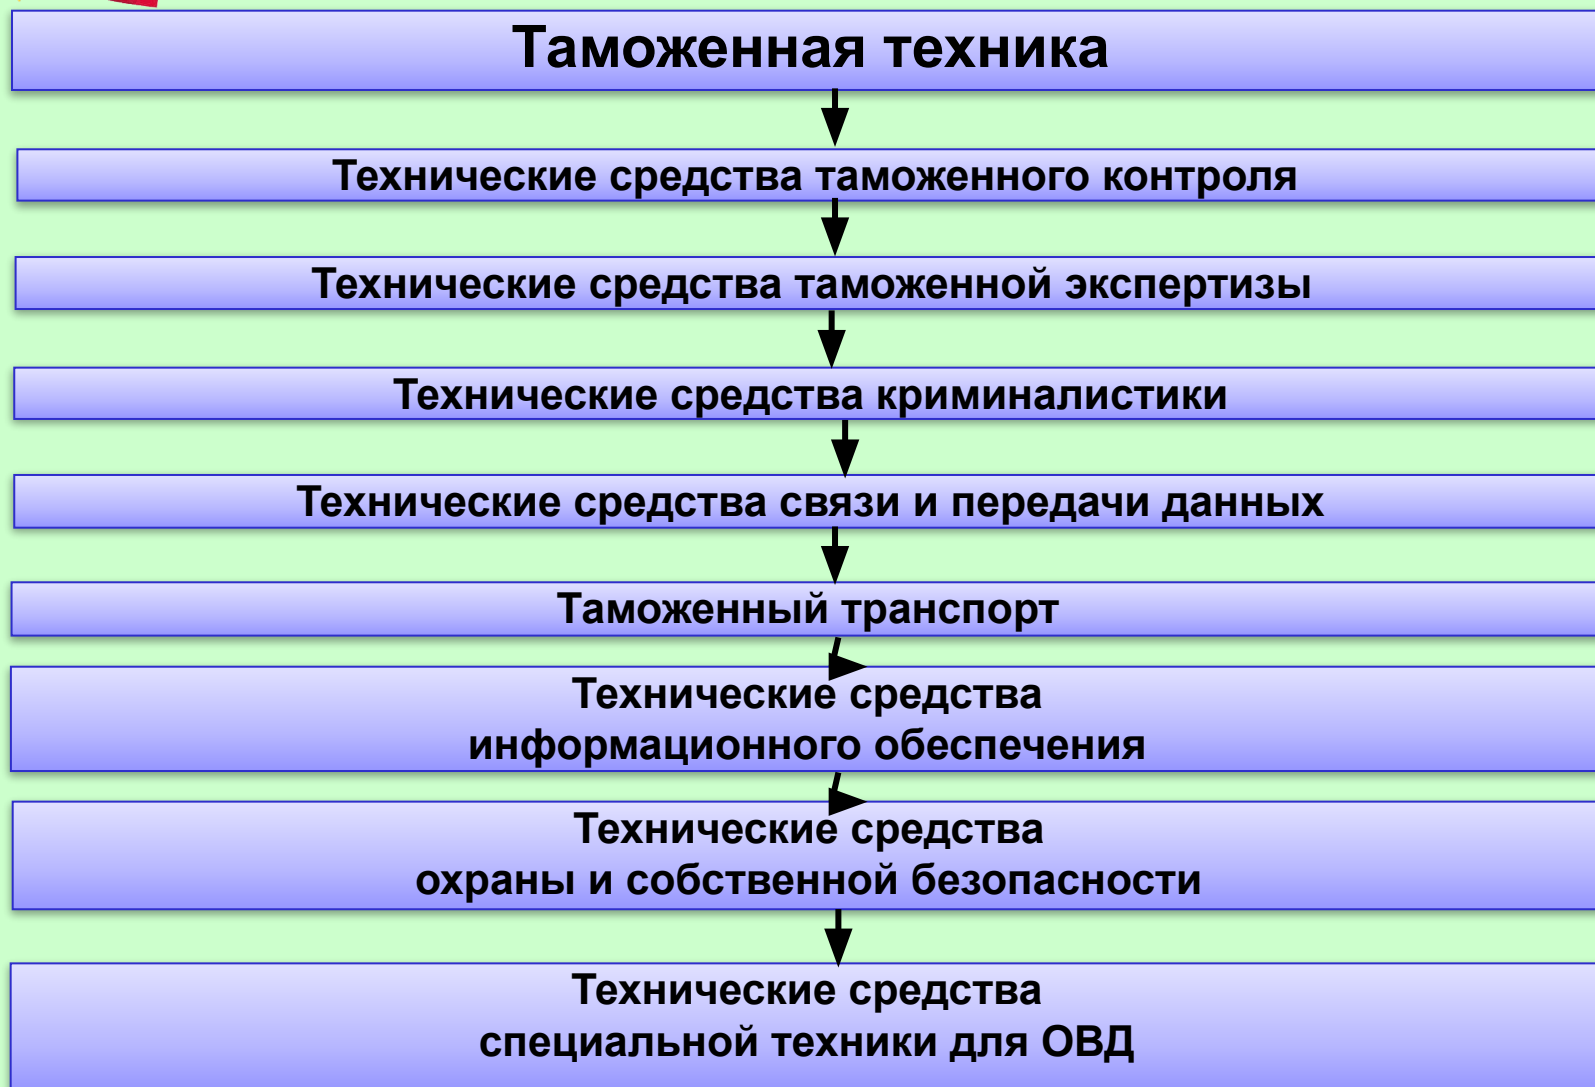 Таможенная техника
Технические средства таможенного контроля
Технические средства таможенной экспертизы
Технические средства криминалистики
Технические средства связи и передачи данных
Таможенный транспорт
Технические средства
информационного обеспечения
Технические средства
охраны и собственной безопасности
Технические средства
специальной техники для ОВД